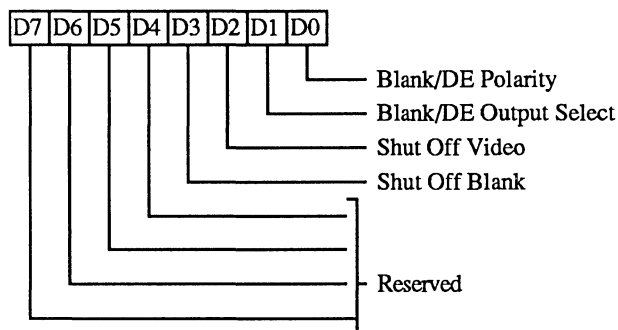 D7 D6 D5 D4 D3 D2 D1 D0
Blank/DE Polarity
Blank/DE Output Select
Shut Off Video
Shut Off Blank
Reserved